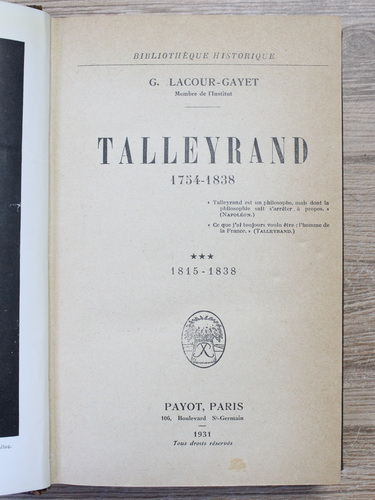 BIBLIOTHÈQUE HISTORIQUE
G. LACOUR-GAYET
Membre de l'Institut
TALLEYRAND
1754-1838
« Talleyrand est un philosophe, mais dont la
philosophie sait s'arrêter à propos. »
(NAPOLÉON.)
« Ce que j'ai toujours voulu être : l'homme de
la France. » (TALLEYRAND.)
★★★
1815-1838
PAYOT, PARIS
106, Boulevard St-Germain
1931
Tous droits réservés